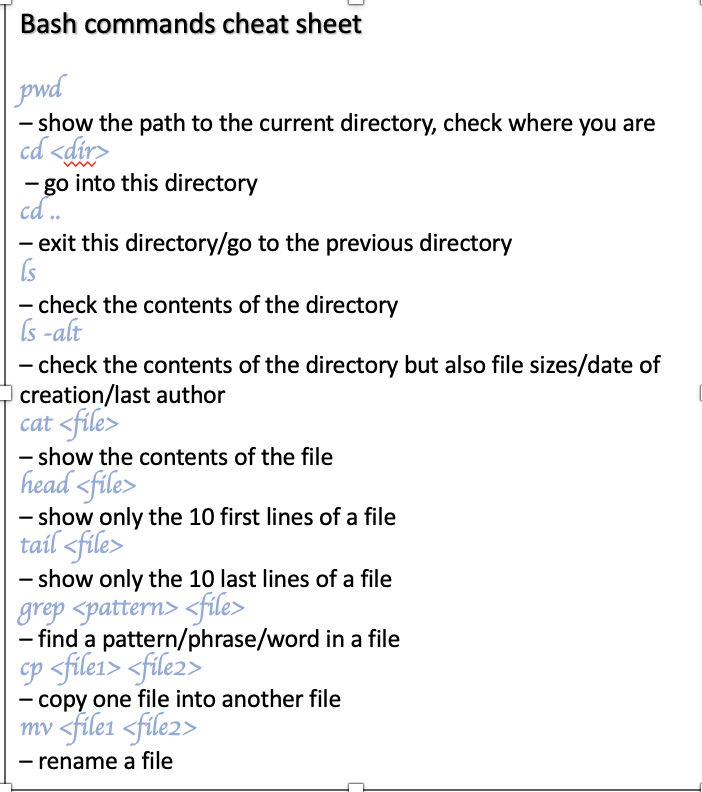 Bash commands cheat sheet
pwd
– show the path to the current directory, check where you are
cd <dir>
– go into this directory
cd ..
– exit this directory/go to the previous directory
ls
– check the contents of the directory
ls -alt
– check the contents of the directory but also file sizes/date of
creation/last author
cat <file>
– show the contents of the file
head <file>
– show only the 10 first lines of a file
tail <file>
– show only the 10 last lines of a file
grep <pattern> <file>
– find a pattern/phrase/word in a file
cp <file1> <file2>
– copy one file into another file
mv <file1 <file2>
– rename a file